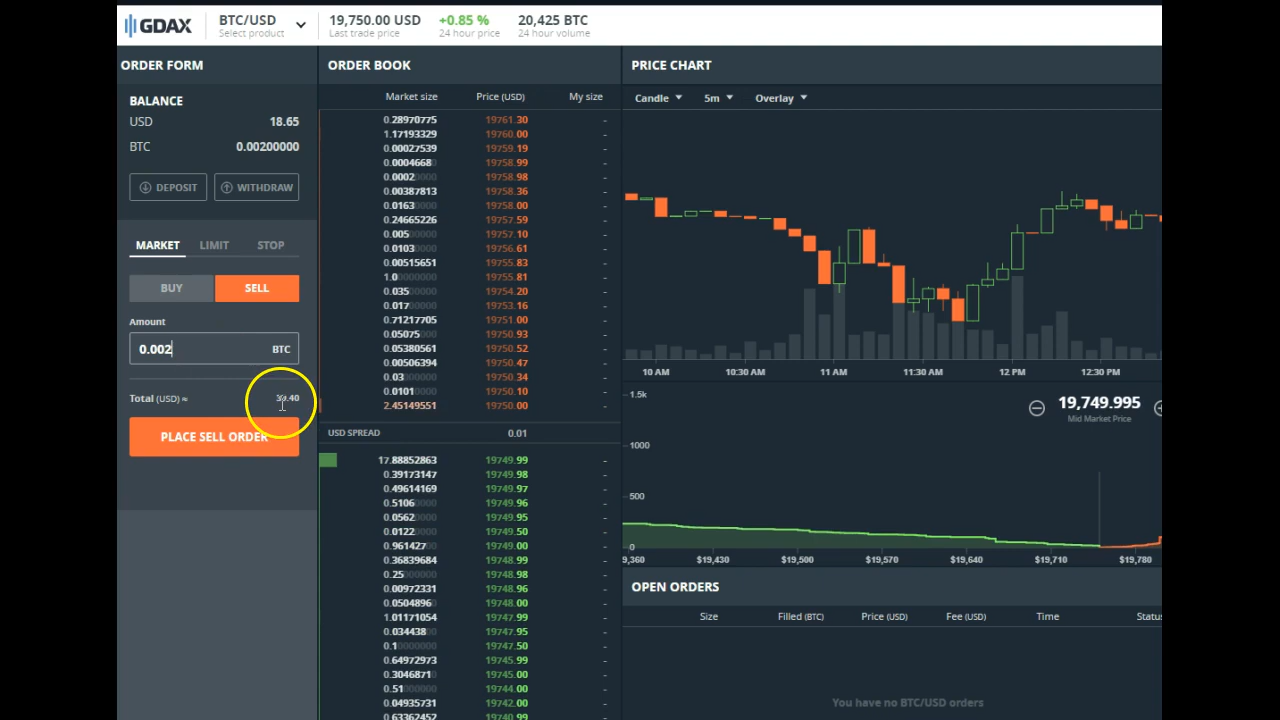 GDAX
BTC/USD
Select product
19,750.00 USD
Last trade price
+0.85 %
24 hour price
20,425 BTC
24 hour volume
ORDER FORM
BALANCE
USD 18.65
BTC 0.00200000
DEPOSIT WITHDRAW
MARKET LIMIT STOP
BUY SELL
Amount
0.002 BTC
Total (USD) ≈
PLACE SELL ORDER
ORDER BOOK
Market size Price (USD) My size
0.28970775 19761.30 -
1.17193329 19760.00 -
0.00027539 19759.19 -
0.0004668 19758.99 -
0.0002 19758.98 -
0.00387813 19758.36 -
0.0163 19758.00 -
0.24665226 19757.59 -
0.005 19757.10 -
0.0103 19756.61 -
0.00515651 19755.83 -
1.00000000 19755.81 -
0.035 19754.20 -
0.017 19753.16 -
0.71217705 19751.00 -
0.05075 19750.93 -
0.05380561 19750.52 -
0.00506394 19750.47 -
0.03 19750.34 -
0.0101 19750.10 -
2.45149551 19750.00 -
USD SPREAD 0.01
17.88852863 19749.99 -
0.39173147 19749.98 -
0.49614169 19749.97 -
0.5106 19749.96 -
0.0562 19749.95 -
0.0122 19749.50 -
0.961427 19749.00 -
0.36839684 19748.99 -
0.25 19748.98 -
0.00972331 19748.96 -
0.0504896 19748.00 -
1.01171054 19747.99 -
0.034438 19747.95 -
0.1 19747.50 -
0.64972973 19745.99 -
0.3046871 19745.00 -
0.51 19744.00 -
0.04935731 19742.00 -
0.63362452 19740.99 -
PRICE CHART
Candle 5m Overlay
10 AM 10:30 AM 11 AM 11:30 AM 12 PM 12:30 PM
1.5k
1000
500
0
19,749.995
Mid Market Price
9,360 $19,430 $19,500 $19,570 $19,640 $19,710 $19,780
OPEN ORDERS
Size Filled (BTC) Price (USD) Fee (USD) Time Status
You have no BTC/USD orders